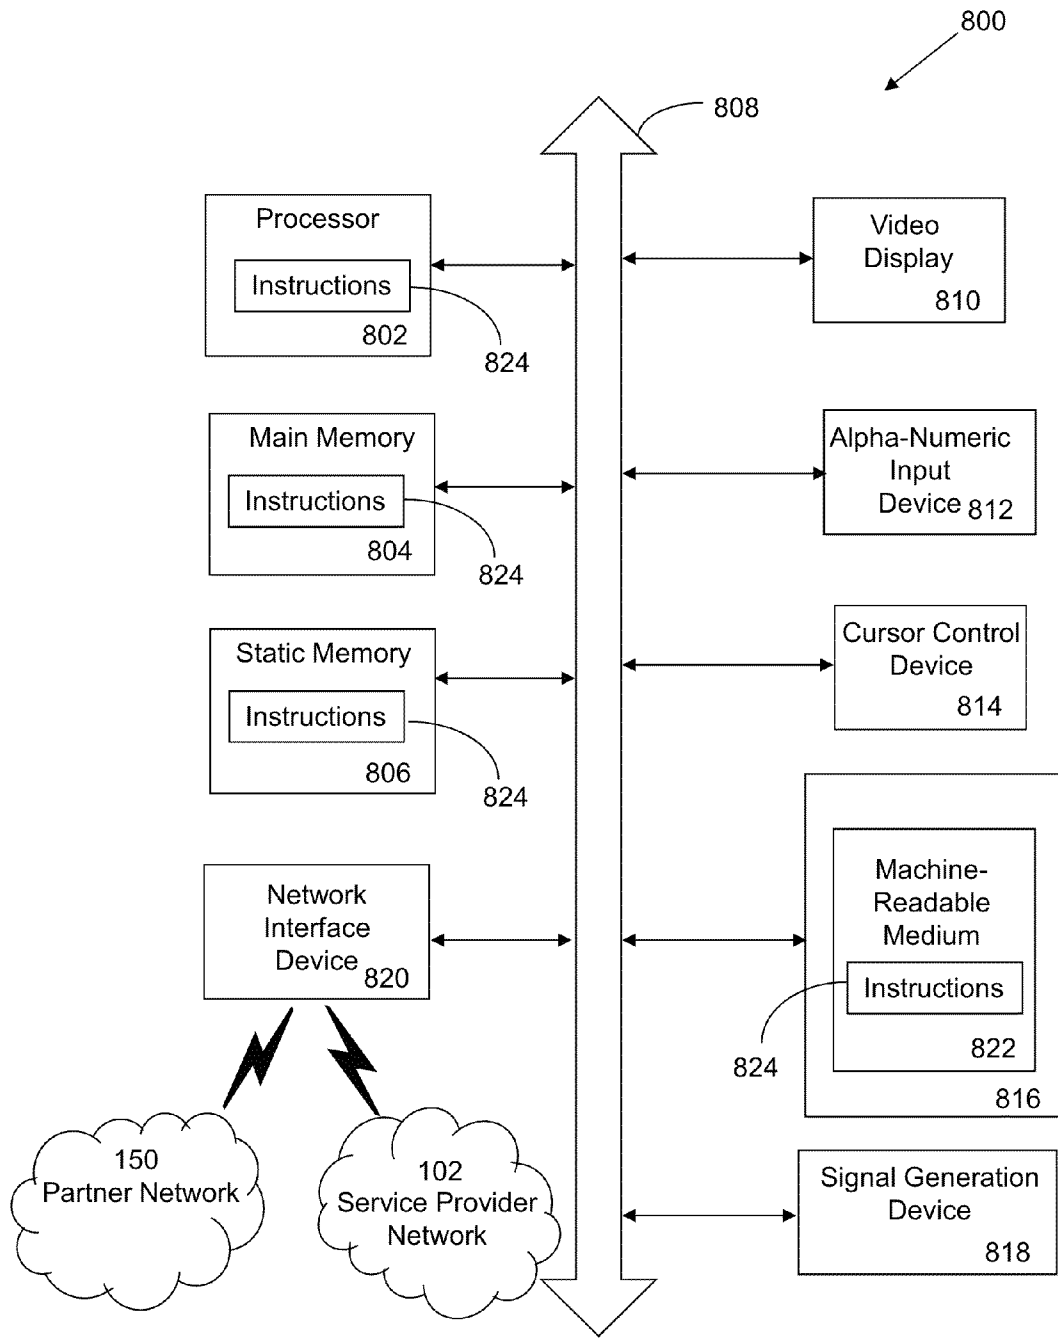 800
808
Processor
Instructions
802
824
Main Memory
Instructions
804
824
Static Memory
Instructions
806
824
Network
Interface
Device
820
150
Partner Network
102
Service Provider
Network
Video
Display
810
Alpha-Numeric
Input
Device
812
Cursor Control
Device
814
Machine-
Readable
Medium
Instructions
824
822
816
Signal Generation
Device
818